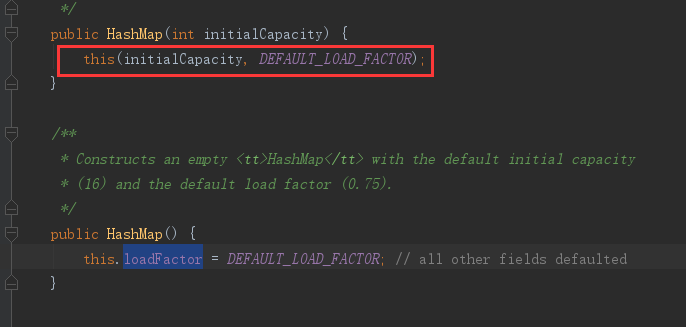 */
public HashMap(int initialCapacity) {
this(initialCapacity, DEFAULT_LOAD_FACTOR);
}
/**
* Constructs an empty <tt>HashMap</tt> with the default initial capacity
* (16) and the default load factor (0.75).
*/
public HashMap() {
this.loadFactor = DEFAULT_LOAD_FACTOR; // all other fields defaulted
}